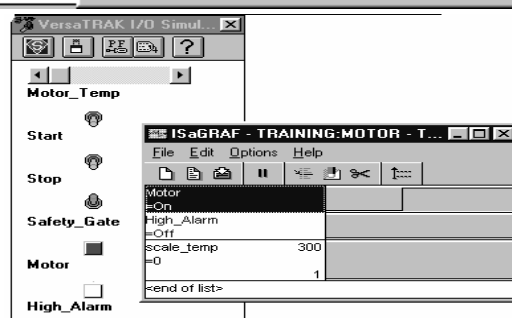 VersaTRAK I/O Simul...
Motor_Temp
Start
Stop
Safety_Gate
Motor
High_Alarm
ISaGRAF - TRAINING:MOTOR - T...
File Edit Options Help
Motor
=On
High_Alarm
=Off
scale_temp 300
=0
1
<end of list>